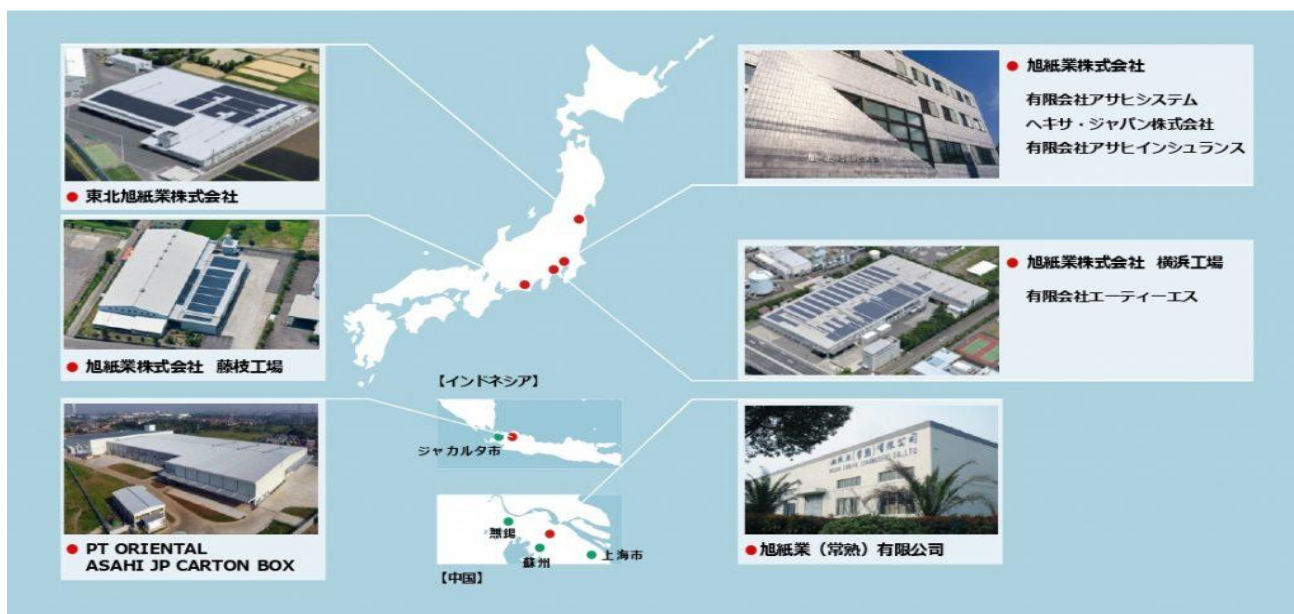 東北旭紙業株式会社
旭紙業株式会社 藤枝工場
PT ORIENTAL
ASAHI JP CARTON BOX
【インドネシア】
ジャカルタ市
無錫
蘇州
上海市
【中国】
旭紙業株式会社
有限会社アサヒシステム
ヘキサ・ジャパン株式会社
有限会社アサヒインシュランス
旭紙業株式会社 横浜工場
有限会社エーティーエス
旭紙業（常熟）有限公司